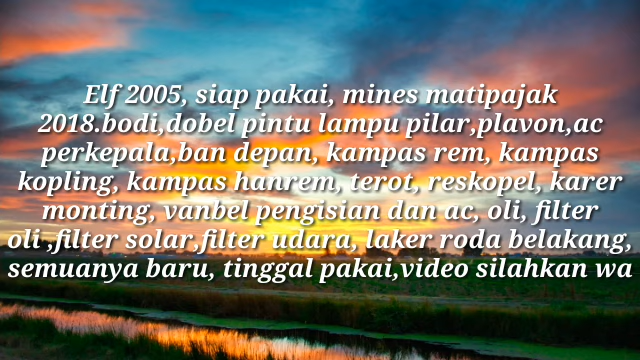 Elf 2005, siap pakai, mines matipajak
2018.bodi,dobel pintu lampu pilar,plavon,ac
perkepala,ban depan, kampas rem, kampas
kopling, kampas hanrem, terot, reskopel, karer
monting, vanbel pengisian dan ac, oli, filter
oli ,filter solar,filter udara, laker roda belakang,
semuanya baru, tinggal pakai,video silahkan wa